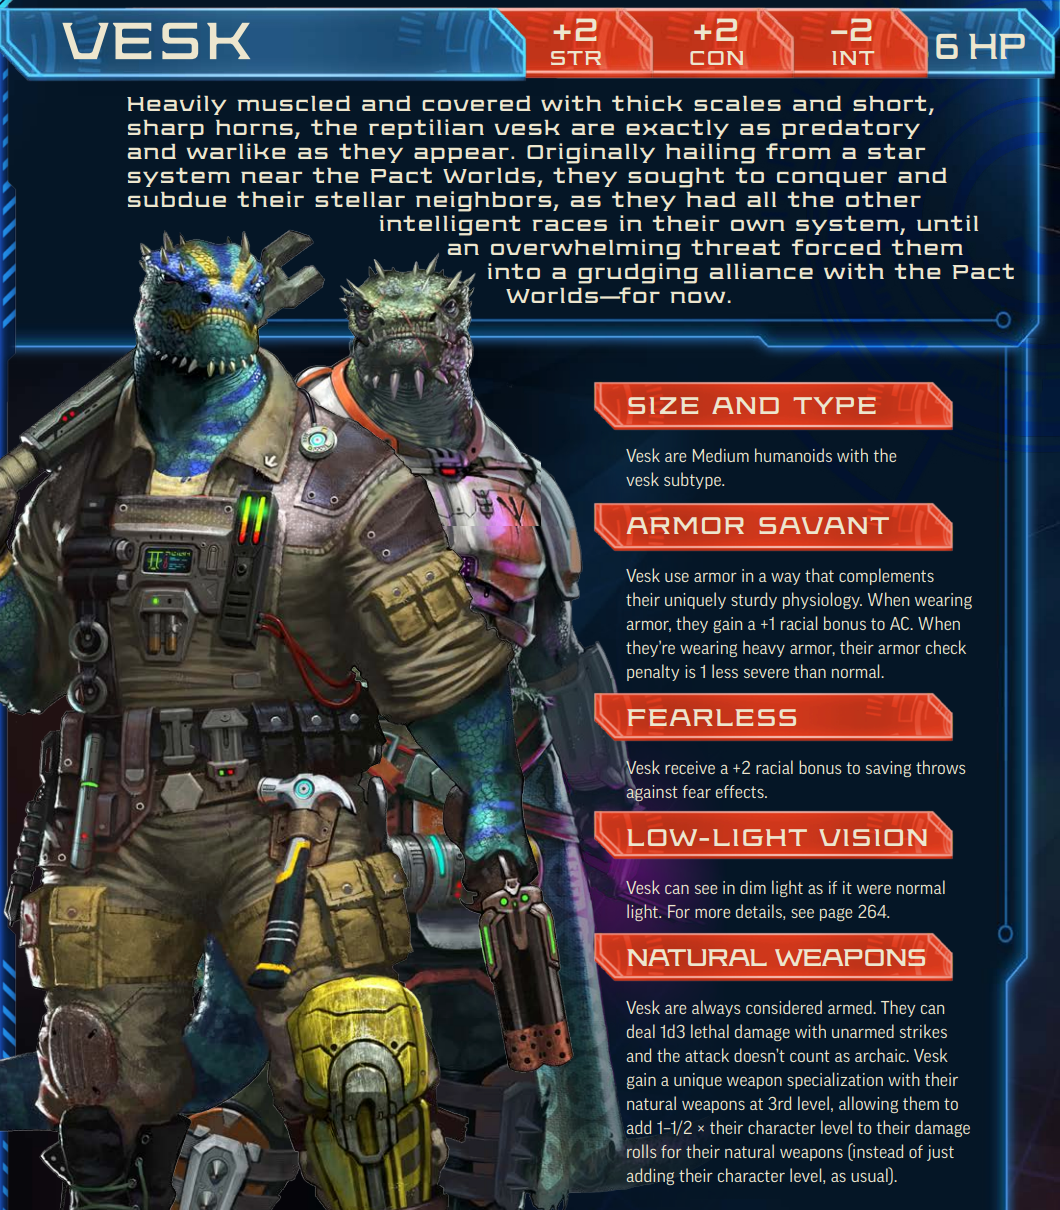 VESK
+2
STR
+2
CON
-2
INT
6 HP
Heavily muscled and covered with thick scales and short,
sharp horns, the reptilian vesk are exactly as predatory
and warlike as they appear. Originally hailing from a star
system near the Pact Worlds, they sought to conquer and
subdue their stellar neighbors, as they had all the other
intelligent races in their own system, until
an overwhelming threat forced them
into a grudging alliance with the Pact
Worlds—for now.
SIZE AND TYPE
Vesk are Medium humanoids with the
vesk subtype.
ARMOR SAVANT
Vesk use armor in a way that complements
their uniquely sturdy physiology. When wearing
armor, they gain a +1 racial bonus to AC. When
they're wearing heavy armor, their armor check
penalty is 1 less severe than normal.
FEARLESS
Vesk receive a +2 racial bonus to saving throws
against fear effects.
LOW-LIGHT VISION
Vesk can see in dim light as if it were normal
light. For more details, see page 264.
NATURAL WEAPONS
Vesk are always considered armed. They can
deal 1d3 lethal damage with unarmed strikes
and the attack doesn't count as archaic. Vesk
gain a unique weapon specialization with their
natural weapons at 3rd level, allowing them to
add 1-1/2 × their character level to their damage
rolls for their natural weapons (instead of just
adding their character level, as usual).